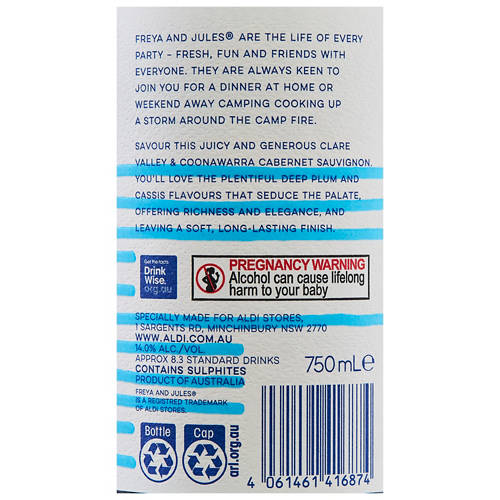 FREYA AND JULES® ARE THE LIFE OF EVERY
PARTY – FRESH, FUN AND FRIENDS WITH
EVERYONE. THEY ARE ALWAYS KEEN TO
JOIN YOU FOR A DINNER AT HOME OR
WEEKEND AWAY CAMPING COOKING UP
A STORM AROUND THE CAMP FIRE.
SAVOUR THIS JUICY AND GENEROUS CLARE
VALLEY & COONAWARRA CABERNET SAUVIGNON.
YOU'LL LOVE THE PLENTIFUL DEEP PLUM AND
CASSIS FLAVOURS THAT SEDUCE THE PALATE,
OFFERING RICHNESS AND ELEGANCE, AND
LEAVING A SOFT, LONG-LASTING FINISH.
Get the facts
Drink
Wise.
org.au
PREGNANCY WARNING
Alcohol can cause lifelong
harm to your baby
SPECIALLY MADE FOR ALDI STORES,
1 SARGENTS RD, MINCHINBURY NSW 2770
WWW.ALDI.COM.AU
14.0% ALC./VOL.
APPROX 8.3 STANDARD DRINKS
CONTAINS SULPHITES
PRODUCT OF AUSTRALIA
750mLe
FREYA AND JULES®
IS A REGISTRED TRADEMARK
OF ALDI STORES.
Bottle
Cap
arl.org.au
4 061461 416874